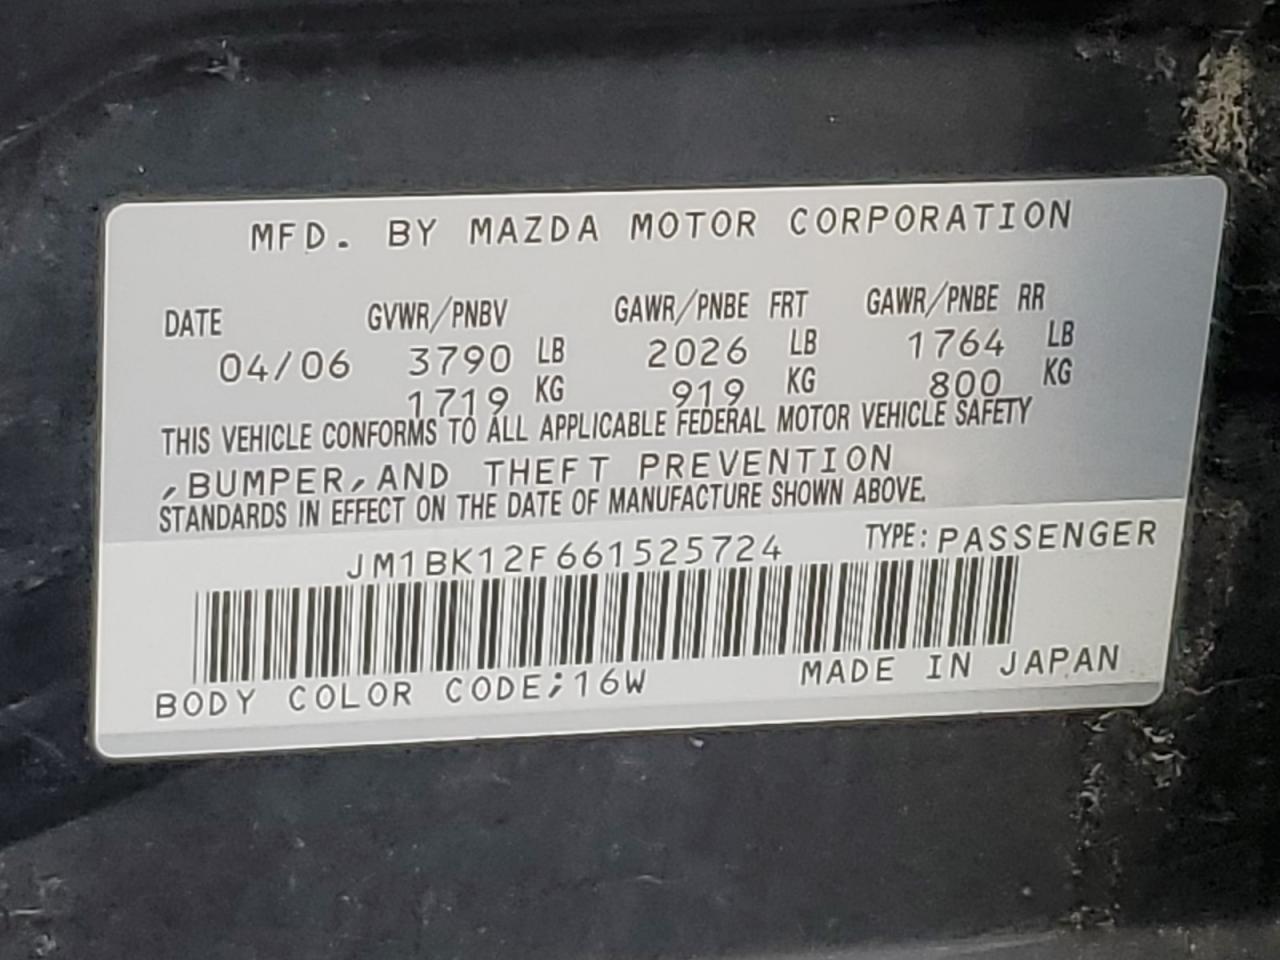 MFD. BY MAZDA MOTOR CORPORATION
DATE GVWR/PNBV GAWR/PNBE FRT GAWR/PNBE RR
04/06 3790 LB 2026 LB 1764 LB
1719 KG 919 KG 800 KG
THIS VEHICLE CONFORMS TO ALL APPLICABLE FEDERAL MOTOR VEHICLE SAFETY
,BUMPER,AND THEFT PREVENTION
STANDARDS IN EFFECT ON THE DATE OF MANUFACTURE SHOWN ABOVE.
JM1BK12F661525724 TYPE: PASSENGER
BODY COLOR CODE;16W MADE IN JAPAN